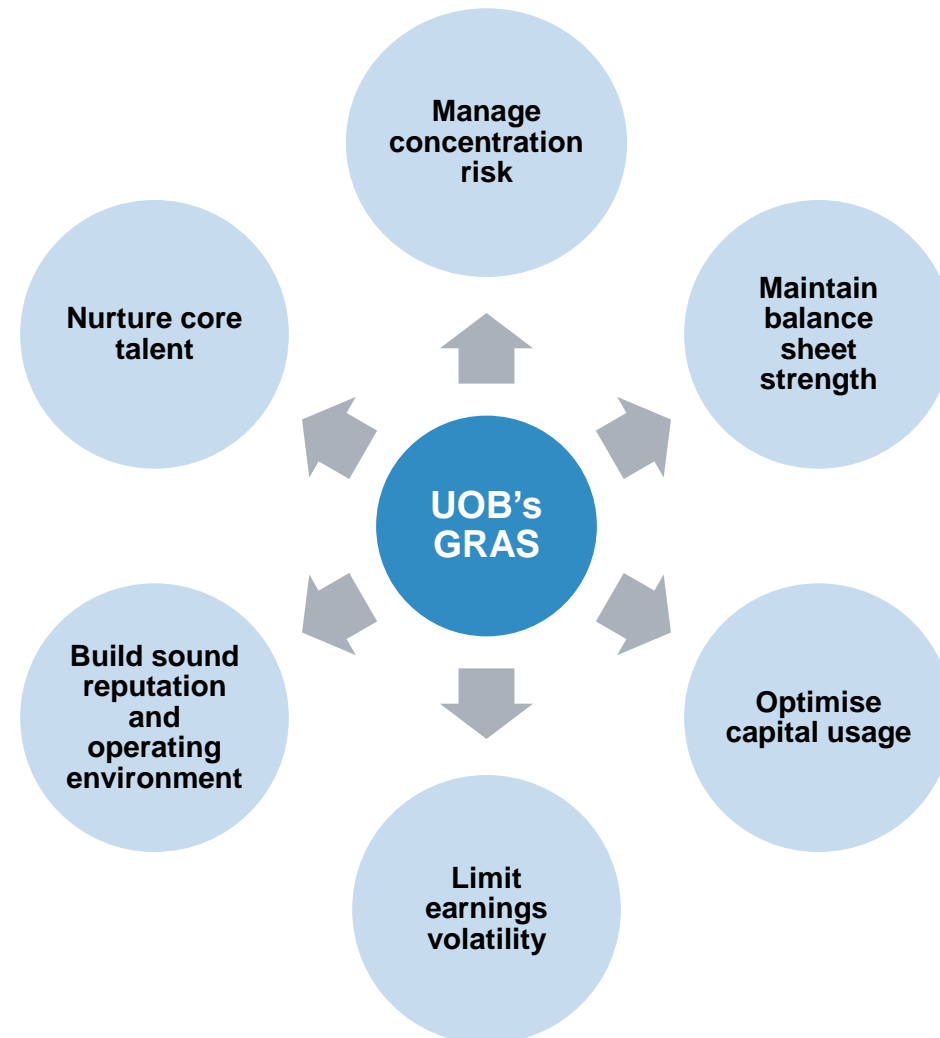 Manage
concentration
risk
Maintain
balance
sheet
strength
Nurture core
talent
UOB's
GRAS
Build sound
reputation
and
operating
environment
Optimise
capital usage
Limit
earnings
volatility